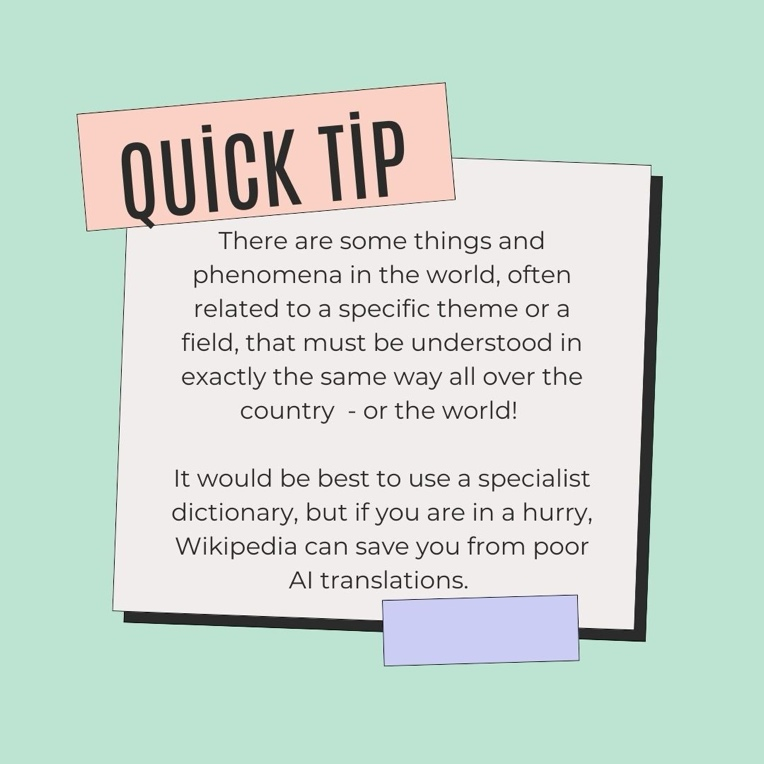 QUİCK TİP
There are some things and
phenomena in the world, often
related to a specific theme or a
field, that must be understood in
exactly the same way all over the
country  - or the world!
It would be best to use a specialist
dictionary, but if you are in a hurry,
Wikipedia can save you from poor
AI translations.